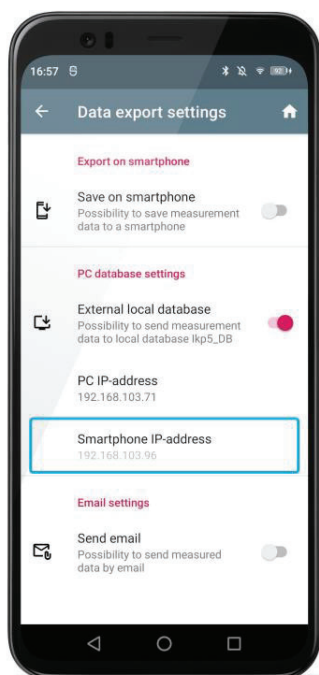 16:57
Data export settings
Export on smartphone
Save on smartphone
Possibility to save measurement
data to a smartphone
PC database settings
External local database
Possibility to send measurement
data to local database Ikp5_DB
PC IP-address
192.168.103.71
Smartphone IP-address
192.168.103.96
Email settings
Send email
Possibility to send measured
data by email